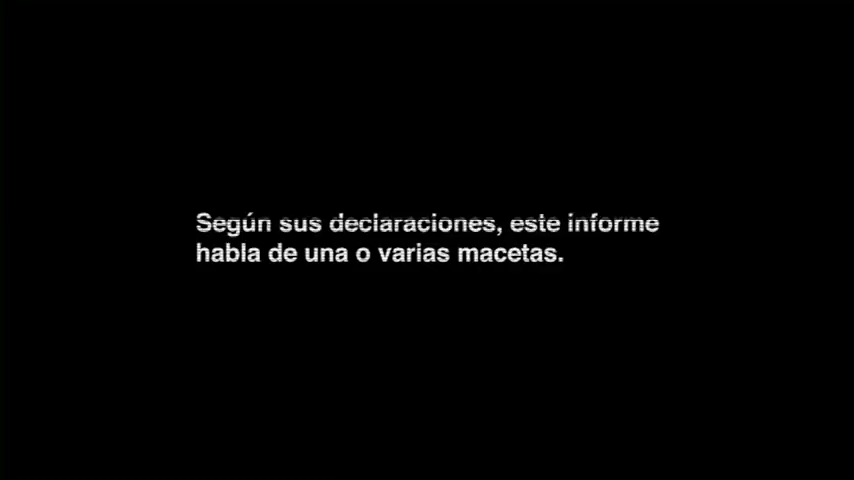 Según sus declaraciones, este informe
habla de una o varias macetas.